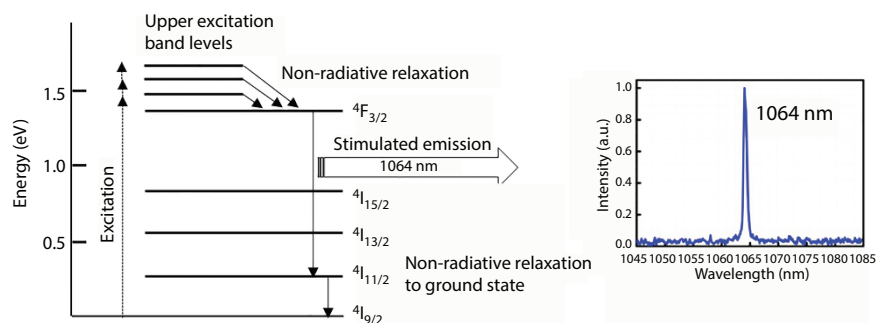 Upper excitation
band levels
Non-radiative relaxation
1.5
⁴F₃/₂
Energy (eV)
Stimulated emission
1064 nm
1.0
Excitation
⁴I₁₅/₂
0.5
⁴I₁₃/₂
⁴I₁₁/₂
Non-radiative relaxation
to ground state
⁴I₉/₂
1064 nm
Intensity (a.u.)
1.0
0.8
0.6
0.4
0.2
0.0
1045 1050 1055 1060 1065 1070 1075 1080 1085
Wavelength (nm)